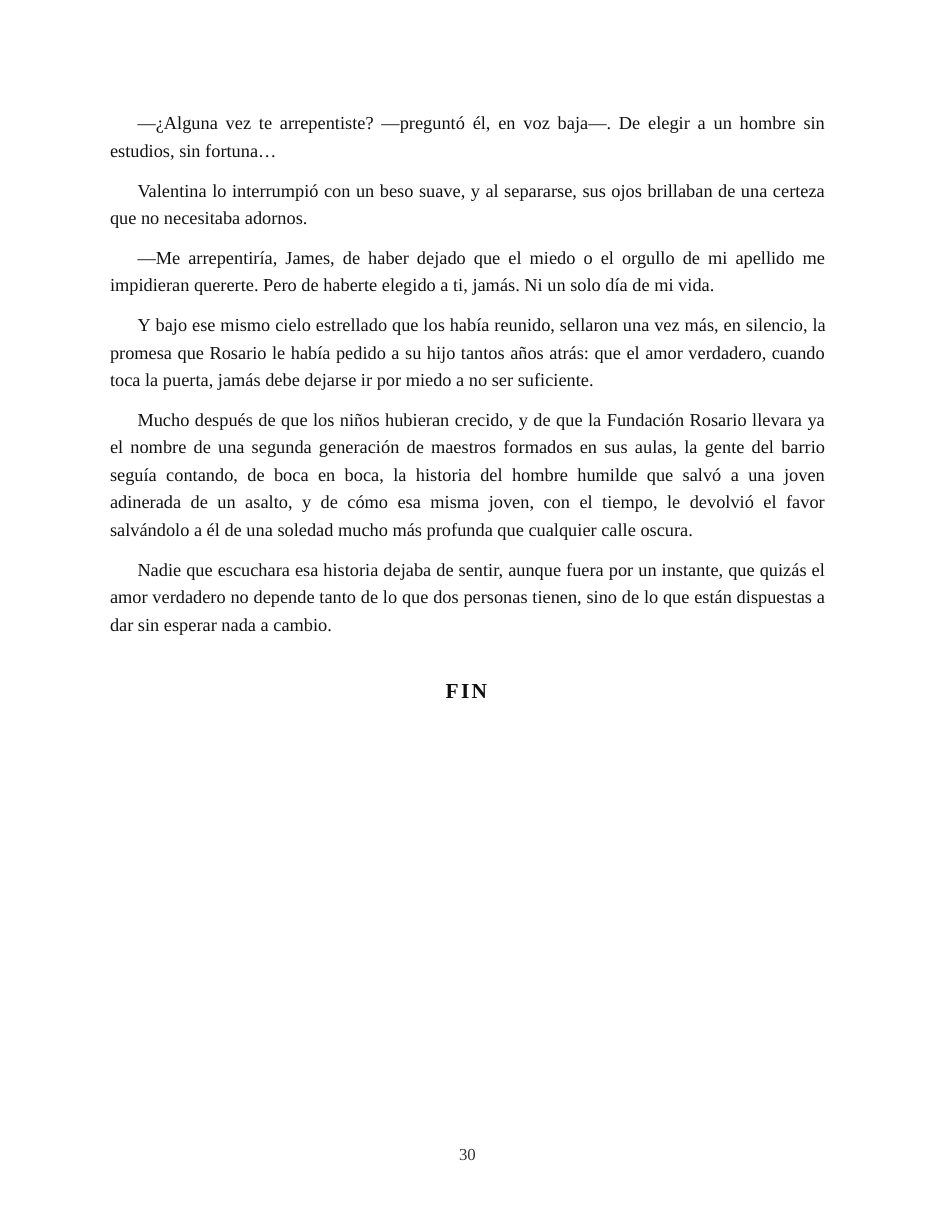 —¿Alguna vez te arrepentiste? —preguntó él, en voz baja—. De elegir a un hombre sin
estudios, sin fortuna…
Valentina lo interrumpió con un beso suave, y al separarse, sus ojos brillaban de una certeza
que no necesitaba adornos.
—Me arrepentiría, James, de haber dejado que el miedo o el orgullo de mi apellido me
impidieran quererte. Pero de haberte elegido a ti, jamás. Ni un solo día de mi vida.
Y bajo ese mismo cielo estrellado que los había reunido, sellaron una vez más, en silencio, la
promesa que Rosario le había pedido a su hijo tantos años atrás: que el amor verdadero, cuando
toca la puerta, jamás debe dejarse ir por miedo a no ser suficiente.
Mucho después de que los niños hubieran crecido, y de que la Fundación Rosario llevara ya
el nombre de una segunda generación de maestros formados en sus aulas, la gente del barrio
seguía contando, de boca en boca, la historia del hombre humilde que salvó a una joven
adinerada de un asalto, y de cómo esa misma joven, con el tiempo, le devolvió el favor
salvándolo a él de una soledad mucho más profunda que cualquier calle oscura.
Nadie que escuchara esa historia dejaba de sentir, aunque fuera por un instante, que quizás el
amor verdadero no depende tanto de lo que dos personas tienen, sino de lo que están dispuestas a
dar sin esperar nada a cambio.
FIN
30